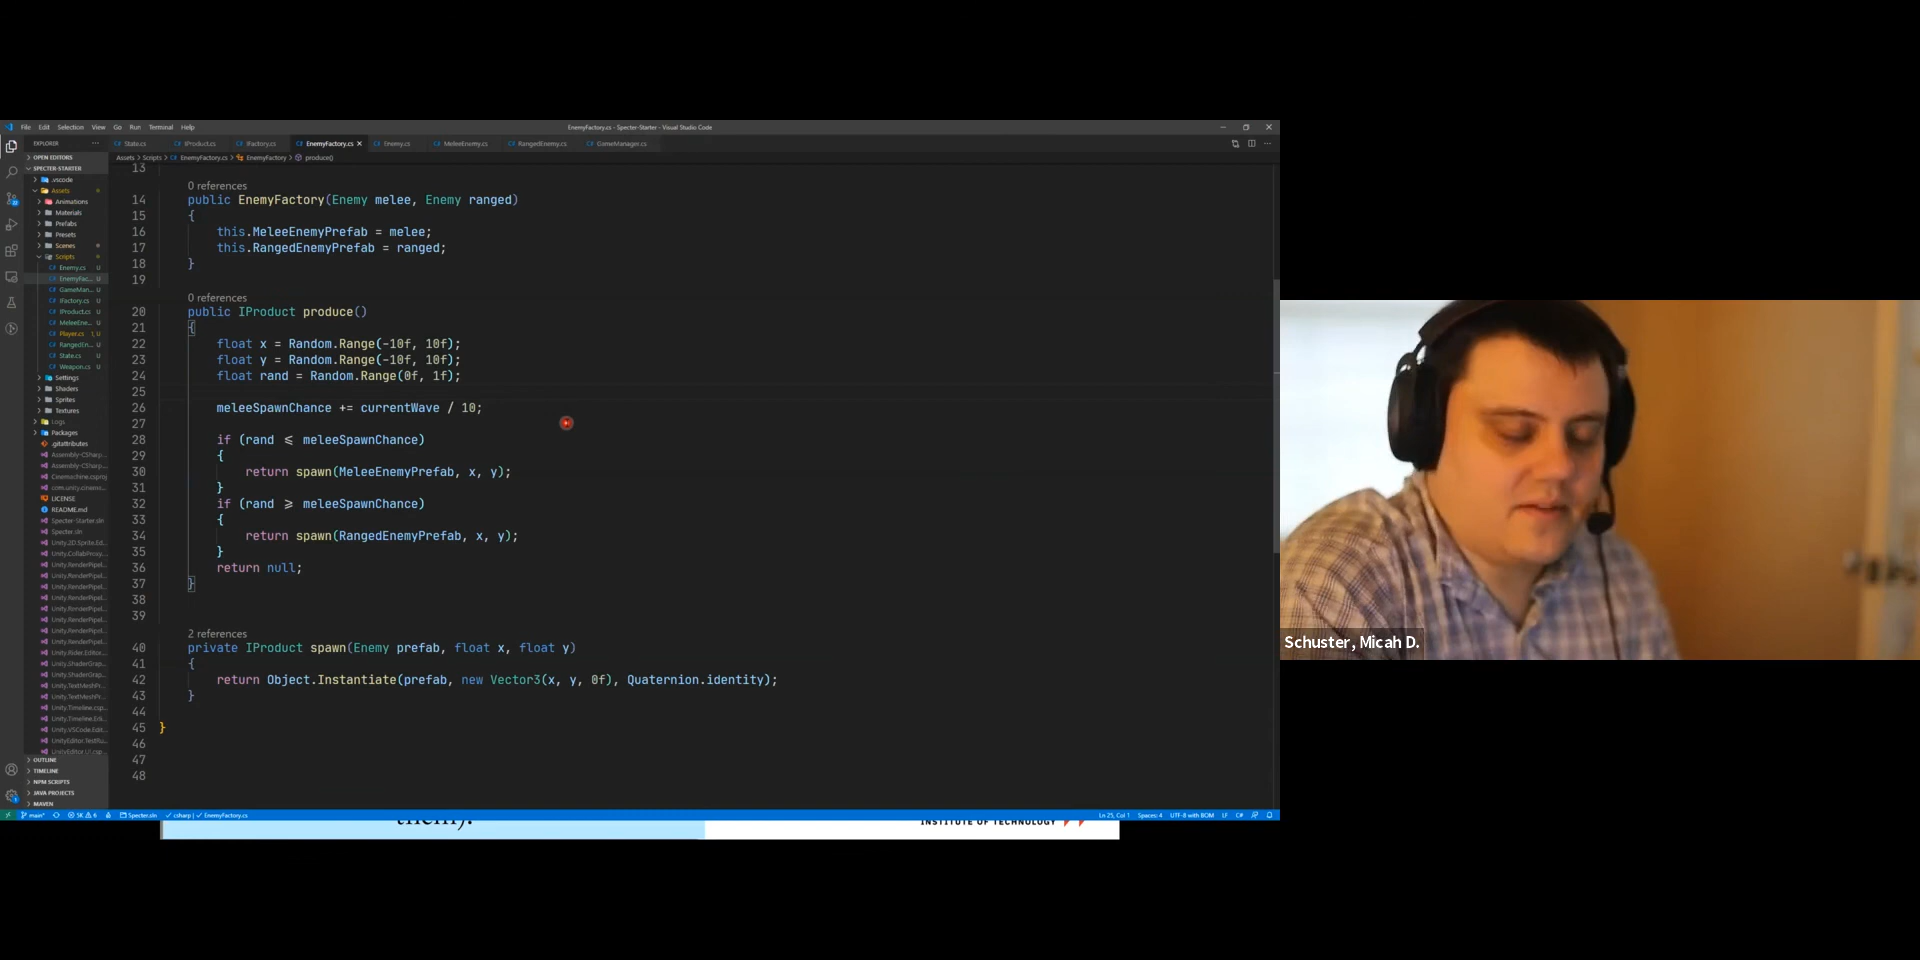 File Edit Selection View Go Run Terminal Help
EnemyFactory.cs - Specter-Starter - Visual Studio Code
EXPLORER
State.cs IProduct.cs IFactory.cs EnemyFactory.cs Enemy.cs MeleeEnemy.cs RangedEnemy.cs GameManager.cs
OPEN EDITORS
Assets > Scripts > EnemyFactory.cs > EnemyFactory > produce()
SPECTER-STARTER
.vscode
Assets
Animations
Materials
Prefabs
Presets
Scenes
Scripts
Enemy.cs U
EnemyFac... U
GameMan... U
IFactory.cs U
IProduct.cs U
MeleeEne... U
Player.cs 1, U
RangedEn... U
State.cs U
Weapon.cs U
Settings
Shaders
Sprites
Textures
Logs
Packages
.gitattributes
Assembly-CSharp...
Assembly-CSharp...
Cinemachine.csproj
com.unity.cineme...
LICENSE
README.md
Specter-Starter.sln
Specter.sln
Unity.2D.Sprite.Ed...
Unity.CollabProxy...
Unity.RenderPipel...
Unity.RenderPipel...
Unity.RenderPipel...
Unity.RenderPipel...
Unity.RenderPipel...
Unity.RenderPipel...
Unity.RenderPipel...
Unity.RenderPipel...
Unity.Rider.Editor...
Unity.ShaderGrap...
Unity.ShaderGrap...
Unity.TextMeshPr...
Unity.TextMeshPr...
Unity.Timeline.csp...
Unity.Timeline.Edi...
Unity.VSCode.Edit...
UnityEditor.TestRu...
UnityEditor.UI.csp...
OUTLINE
TIMELINE
NPM SCRIPTS
JAVA PROJECTS
MAVEN
13
0 references
14 public EnemyFactory(Enemy melee, Enemy ranged)
15 {
16 this.MeleeEnemyPrefab = melee;
17 this.RangedEnemyPrefab = ranged;
18 }
19
0 references
20 public IProduct produce()
21 {
22 float x = Random.Range(-10f, 10f);
23 float y = Random.Range(-10f, 10f);
24 float rand = Random.Range(0f, 1f);
25
26 meleeSpawnChance += currentWave / 10;
27
28 if (rand ≤ meleeSpawnChance)
29 {
30 return spawn(MeleeEnemyPrefab, x, y);
31 }
32 if (rand ≥ meleeSpawnChance)
33 {
34 return spawn(RangedEnemyPrefab, x, y);
35 }
36 return null;
37 }
38
39
2 references
40 private IProduct spawn(Enemy prefab, float x, float y)
41 {
42 return Object.Instantiate(prefab, new Vector3(x, y, 0f), Quaternion.identity);
43 }
44
45 }
46
47
48
main* 5K 6 Specter.sln csharp | EnemyFactory.cs Ln 25, Col 1 Spaces: 4 UTF-8 with BOM LF C#
them).
INSTITUTE OF TECHNOLOGY
Schuster, Micah D.